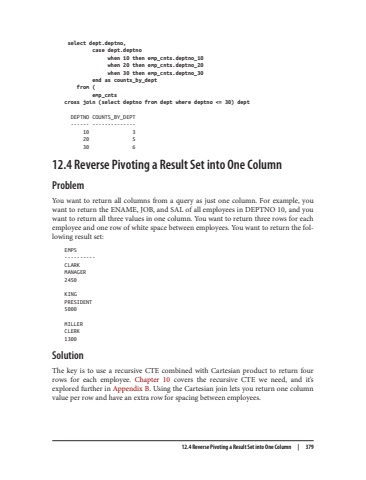 select dept.deptno,
case dept.deptno
when 10 then emp_cnts.deptno_10
when 20 then emp_cnts.deptno_20
when 30 then emp_cnts.deptno_30
end as counts_by_dept
from (
emp_cnts
cross join (select deptno from dept where deptno <= 30) dept
DEPTNO COUNTS_BY_DEPT
------ --------------
10 3
20 5
30 6
12.4 Reverse Pivoting a Result Set into One Column
Problem
You want to return all columns from a query as just one column. For example, you
want to return the ENAME, JOB, and SAL of all employees in DEPTNO 10, and you
want to return all three values in one column. You want to return three rows for each
employee and one row of white space between employees. You want to return the fol-
lowing result set:
EMPS
----------
CLARK
MANAGER
2450
KING
PRESIDENT
5000
MILLER
CLERK
1300
Solution
The key is to use a recursive CTE combined with Cartesian product to return four
rows for each employee. Chapter 10 covers the recursive CTE we need, and it's
explored further in Appendix B. Using the Cartesian join lets you return one column
value per row and have an extra row for spacing between employees.
12.4 Reverse Pivoting a Result Set into One Column | 379